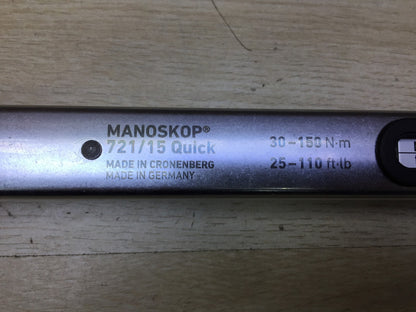 MANOSKOP®
721/15 Quick
MADE IN CRONENBERG
MADE IN GERMANY
30–150 N·m
25–110 ft·lb